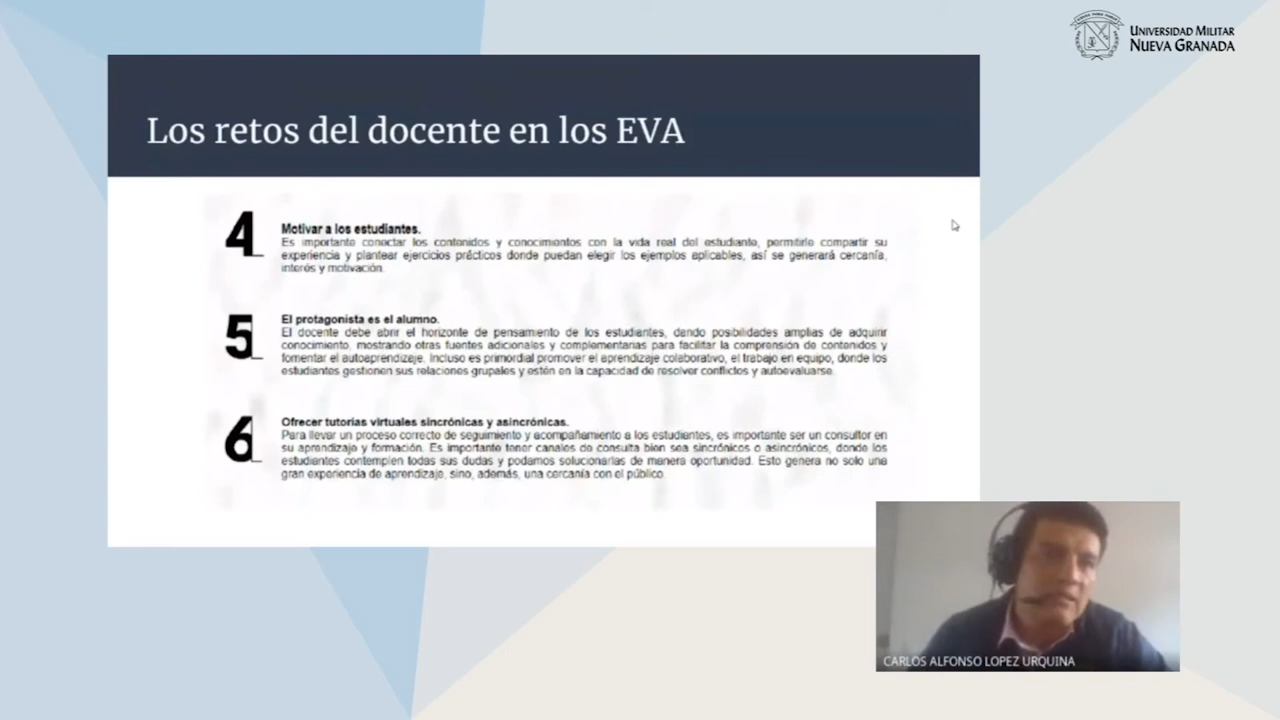 UNIVERSIDAD MILITAR
NUEVA GRANADA
Los retos del docente en los EVA
4
Motivar a los estudiantes.
Es importante conectar los contenidos y conocimientos con la vida real del estudiante, permitirle compartir su
experiencia y plantear ejercicios prácticos donde puedan elegir los ejemplos aplicables, así se generará cercanía,
interés y motivación.
5
El protagonista es el alumno.
El docente debe abrir el horizonte de pensamiento de los estudiantes, dando posibilidades amplias de adquirir
conocimiento, mostrando otras fuentes adicionales y complementarias para facilitar la comprensión de contenidos y
fomentar el autoaprendizaje. Incluso es primordial promover el aprendizaje colaborativo, el trabajo en equipo, donde los
estudiantes gestionen sus relaciones grupales y estén en la capacidad de resolver conflictos y autoevaluarse.
6
Ofrecer tutorías virtuales sincrónicas y asincrónicas.
Para llevar un proceso correcto de seguimiento y acompañamiento a los estudiantes, es importante ser un consultor en
su aprendizaje y formación. Es importante tener canales de consulta bien sea sincrónicos o asincrónicos, donde los
estudiantes contemplen todas sus dudas y podamos solucionarlas de manera oportunidad. Esto genera no solo una
gran experiencia de aprendizaje, sino, además, una cercanía con el público.
CARLOS ALFONSO LOPEZ URQUINA